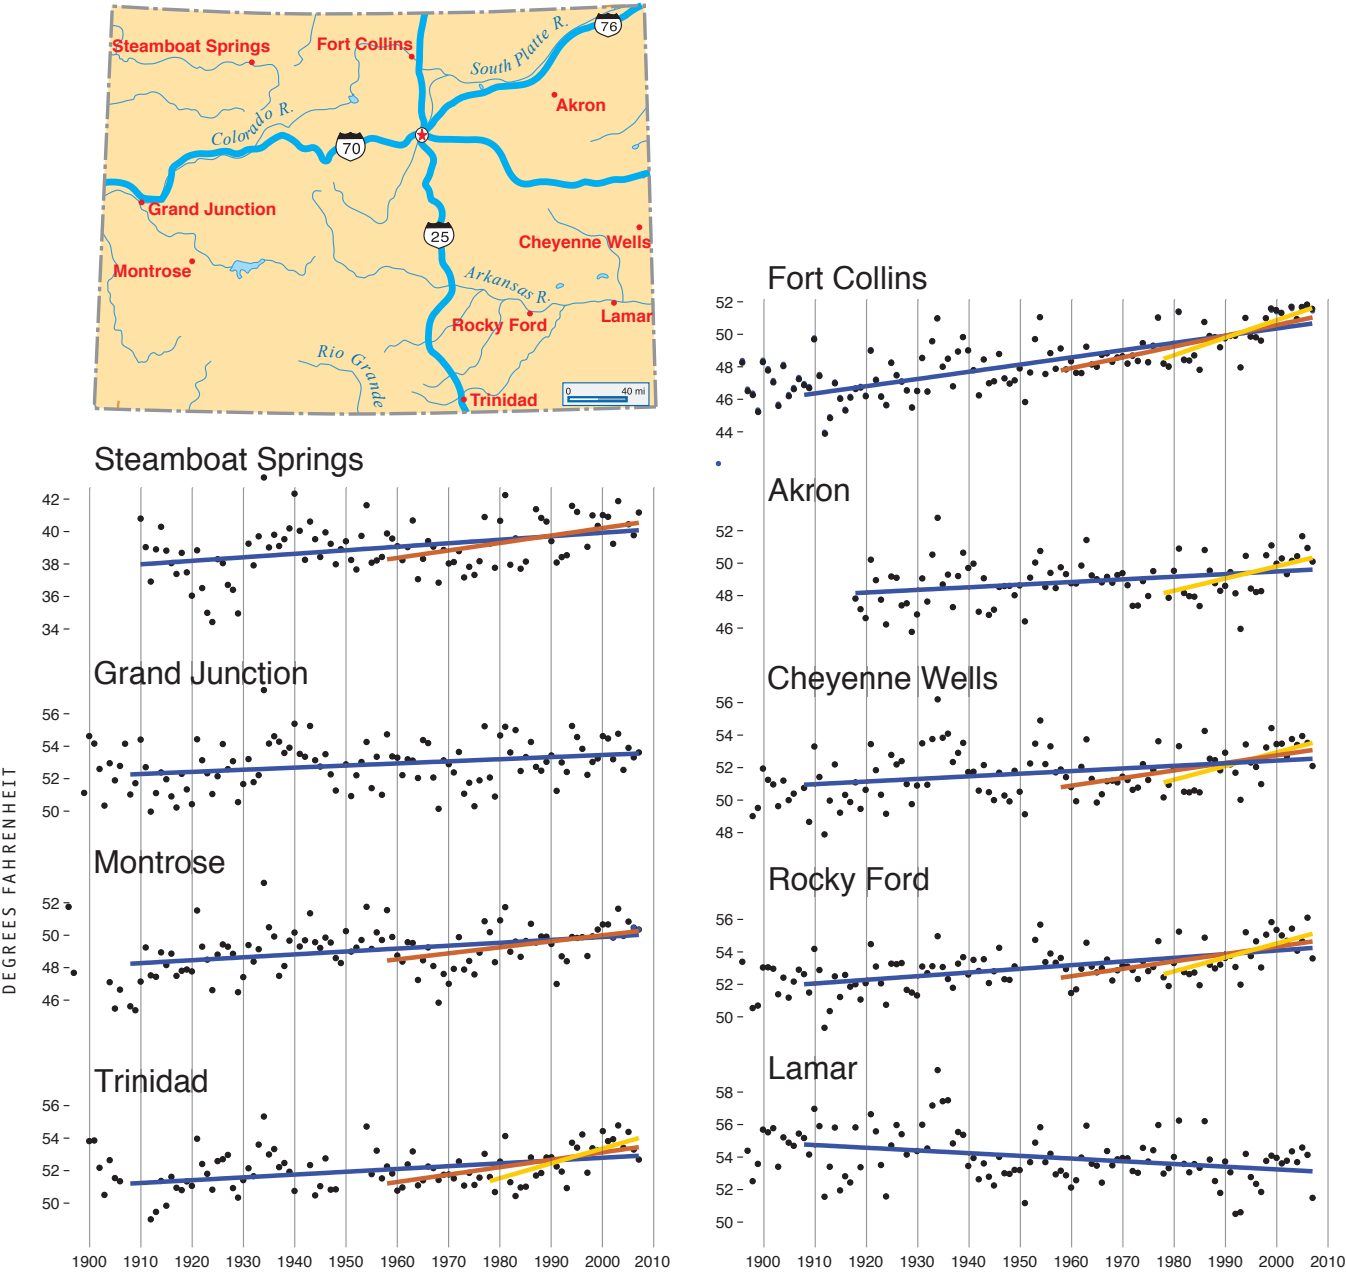 76
Steamboat Springs
Fort Collins
South Platte R.
Akron
Colorado R.
70
Grand Junction
25
Cheyenne Wells
Montrose
Arkansas R.
Rocky Ford
Lamar
Rio Grande
0 40 mi
Trinidad
DEGREES FAHRENHEIT
Steamboat Springs
42
40
38
36
34
Grand Junction
56
54
52
50
Montrose
52
50
48
46
Trinidad
56
54
52
50
1900 1910 1920 1930 1940 1950 1960 1970 1980 1990 2000 2010
Fort Collins
52
50
48
46
44
Akron
52
50
48
46
Cheyenne Wells
56
54
52
50
48
Rocky Ford
56
54
52
50
Lamar
58
56
54
52
50
1900 1910 1920 1930 1940 1950 1960 1970 1980 1990 2000 2010